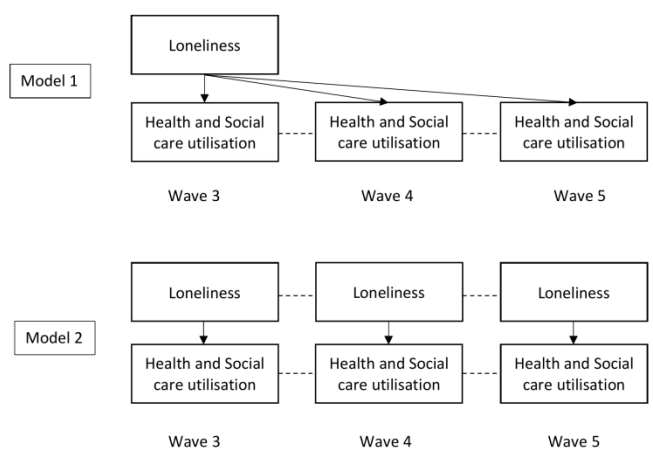 Loneliness
Model 1
Health and Social
care utilisation
Health and Social
care utilisation
Health and Social
care utilisation
Wave 3
Wave 4
Wave 5
Loneliness
Loneliness
Loneliness
Model 2
Health and Social
care utilisation
Health and Social
care utilisation
Health and Social
care utilisation
Wave 3
Wave 4
Wave 5